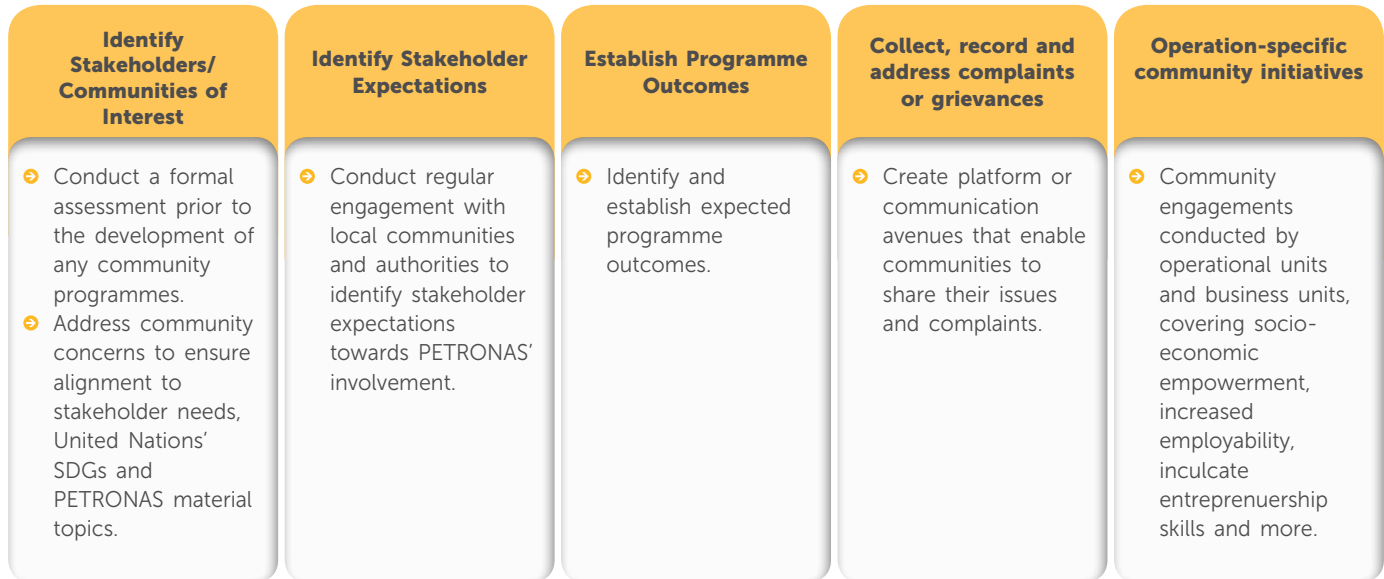 Identify
Stakeholders/
Communities of
Interest
Conduct a formal
assessment prior to
the development of
any community
programmes.
Address community
concerns to ensure
alignment to
stakeholder needs,
United Nations'
SDGs and
PETRONAS material
topics.
Identify Stakeholder
Expectations
Conduct regular
engagement with
local communities
and authorities to
identify stakeholder
expectations
towards PETRONAS’
involvement.
Establish Programme
Outcomes
Identify and
establish expected
programme
outcomes.
Collect, record and
address complaints
or grievances
Create platform or
communication
avenues that enable
communities to
share their issues
and complaints.
Operation-specific
community initiatives
Community
engagements
conducted by
operational units
and business units,
covering socio-
economic
empowerment,
increased
employability,
inculcate
entreprenuership
skills and more.